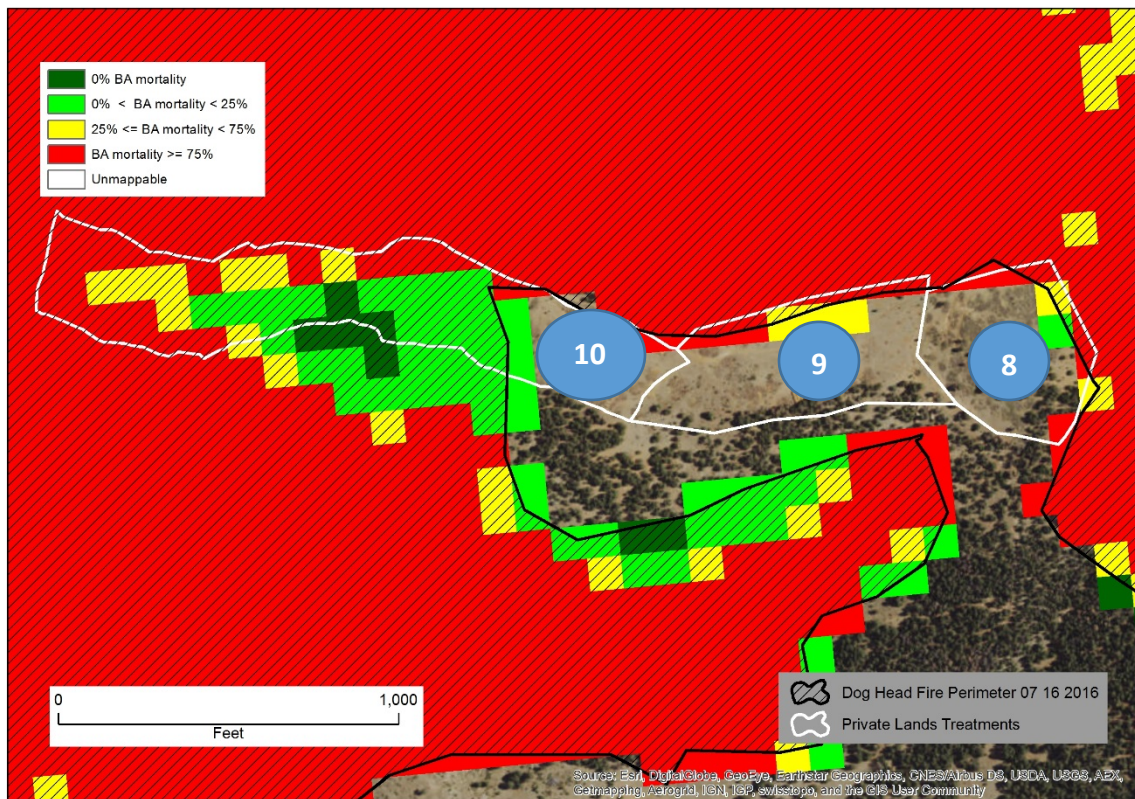 0% BA mortality
0% < BA mortality < 25%
25% <= BA mortality < 75%
BA mortality >= 75%
Unmappable
10
9
8
0 1,000
Feet
Dog Head Fire Perimeter 07 16 2016
Private Lands Treatments
Source: Esri, DigitalGlobe, GeoEye, Earthstar Geographics, CNES/Airbus DS, USDA, USGS, AEX,
Getmapping, Aerogrid, IGN, IGP, swisstopo, and the GIS User Community